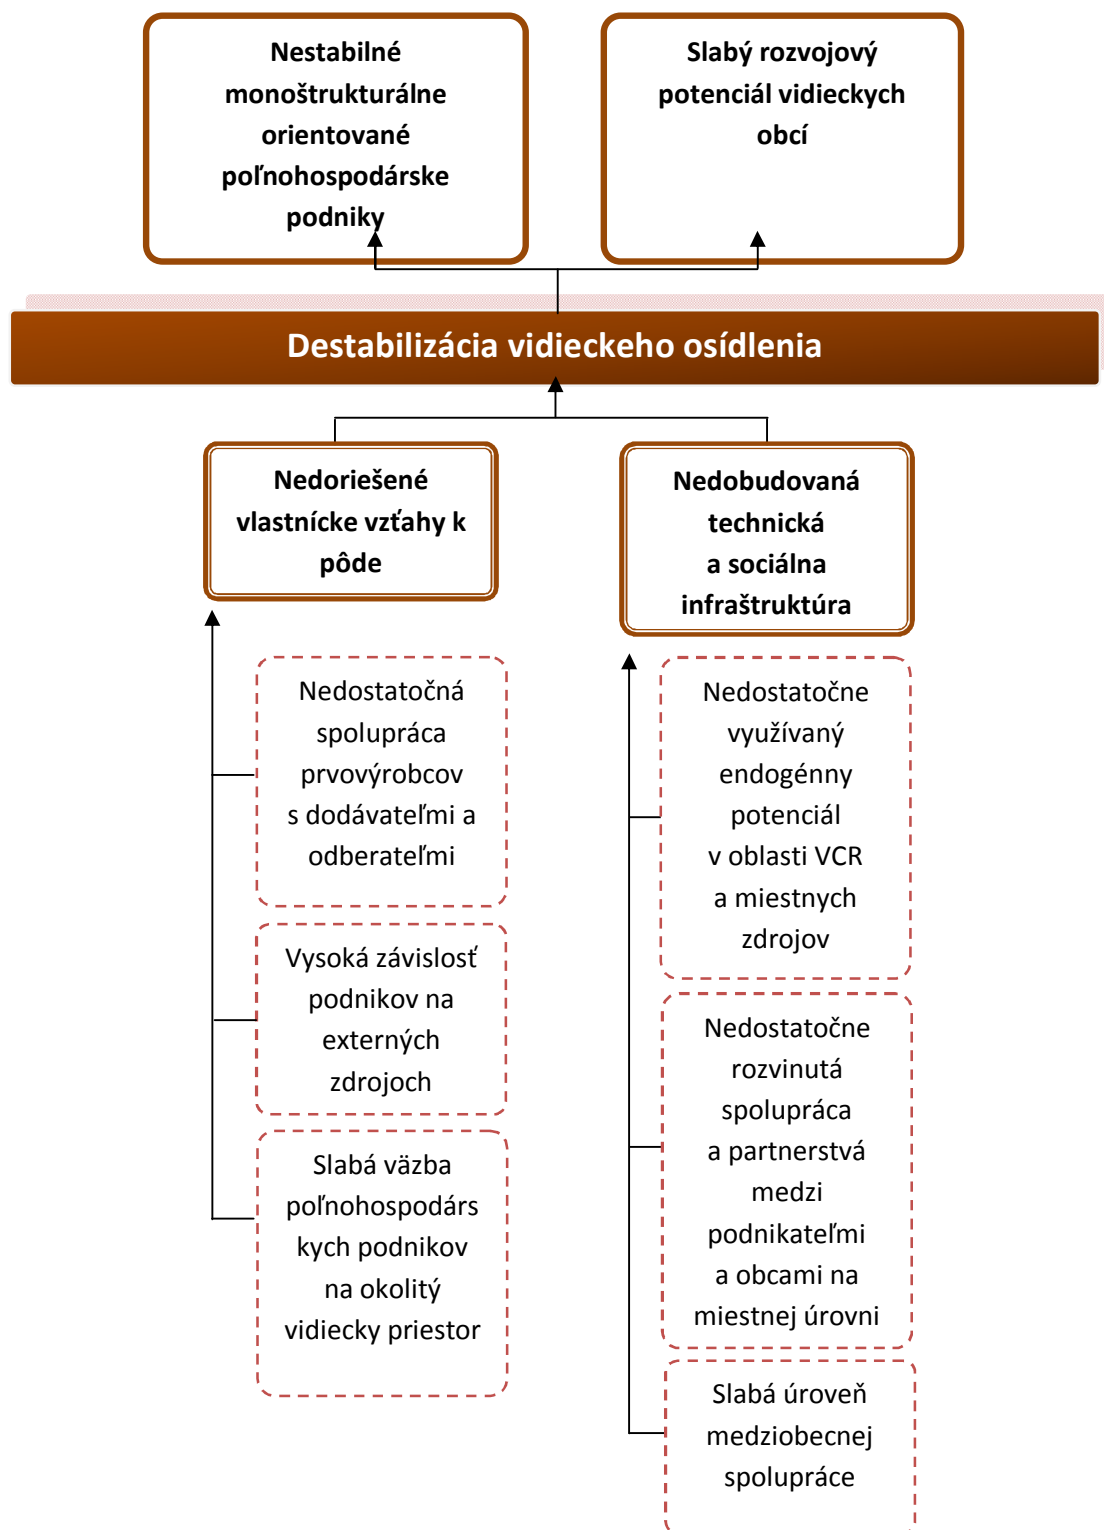 Nestabilné
monoštrukturálne
orientované
poľnohospodárske
podniky
Slabý rozvojový
potenciál vidieckych
obcí
Destabilizácia vidieckeho osídlenia
Nedoriešené
vlastnícke vzťahy k
pôde
Nedobudovaná
technická
a sociálna
infraštruktúra
Nedostatočná
spolupráca
prvovýrobcov
s dodávateľmi a
odberateľmi
Vysoká závislosť
podnikov na
externých
zdrojoch
Slabá väzba
poľnohospodárs
kych podnikov
na okolitý
vidiecky priestor
Nedostatočne
využívaný
endogénny
potenciál
v oblasti VCR
a miestnych
zdrojov
Nedostatočne
rozvinutá
spolupráca
a partnerstvá
medzi
podnikateľmi
a obcami na
miestnej úrovni
Slabá úroveň
medziobecnej
spolupráce